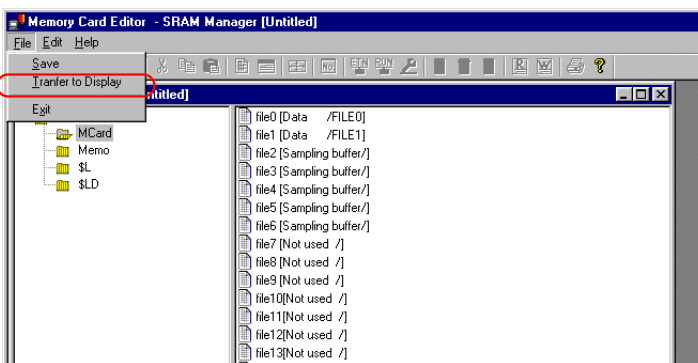 Memory Card Editor - SRAM Manager [Untitled]
File Edit Help
Save
Tranfer to Display
Exit
No ETN RUN R W ?
ntitled]
MCard
Memo
$L
$LD
file0 [Data /FILE0]
file1 [Data /FILE1]
file2 [Sampling buffer/]
file3 [Sampling buffer/]
file4 [Sampling buffer/]
file5 [Sampling buffer/]
file6 [Sampling buffer/]
file7 [Not used /]
file8 [Not used /]
file9 [Not used /]
file10[Not used /]
file11[Not used /]
file12[Not used /]
file13[Not used /]